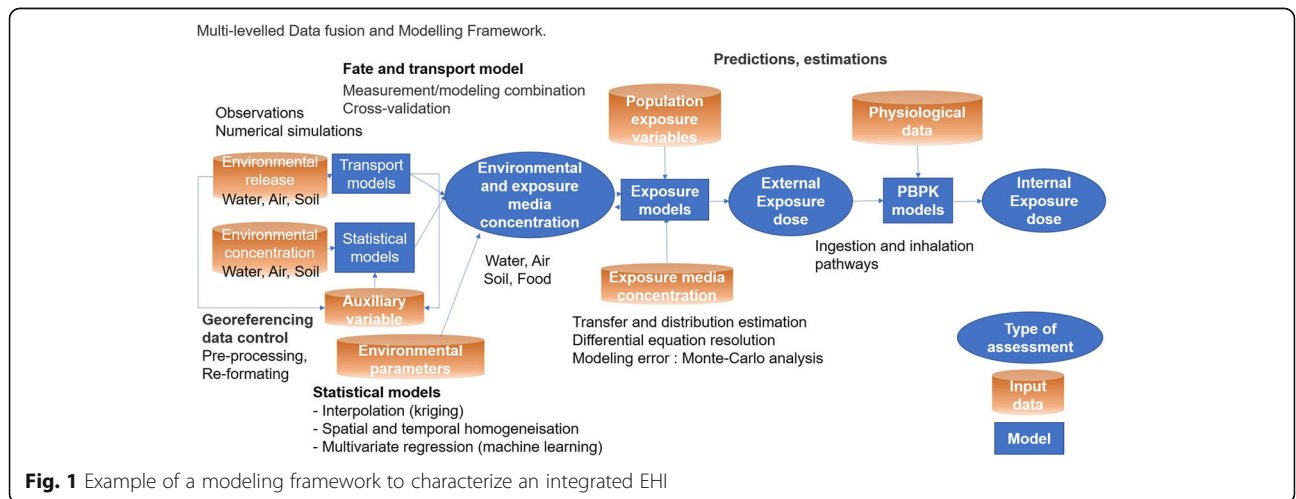 Multi-levelled Data fusion and Modelling Framework.
Fate and transport model
Measurement/modeling combination
Cross-validation
Predictions, estimations
Observations
Numerical simulations
Population
exposure
variables
Physiological
data
Environmental
release
Water, Air, Soil
Transport
models
Environmental
and exposure
media
concentration
Exposure
models
External
Exposure
dose
PBPK
models
Internal
Exposure
dose
Environmental
concentration
Water, Air, Soil
Statistical
models
Water, Air
Soil, Food
Ingestion and inhalation
pathways
Exposure media
concentration
Auxiliary
variable
Georeferencing
data control
Pre-processing,
Re-formating
Environmental
parameters
Transfer and distribution estimation
Differential equation resolution
Modeling error : Monte-Carlo analysis
Statistical models
- Interpolation (kriging)
- Spatial and temporal homogeneisation
- Multivariate regression (machine learning)
Type of
assessment
Input
data
Model
Fig. 1 Example of a modeling framework to characterize an integrated EHI